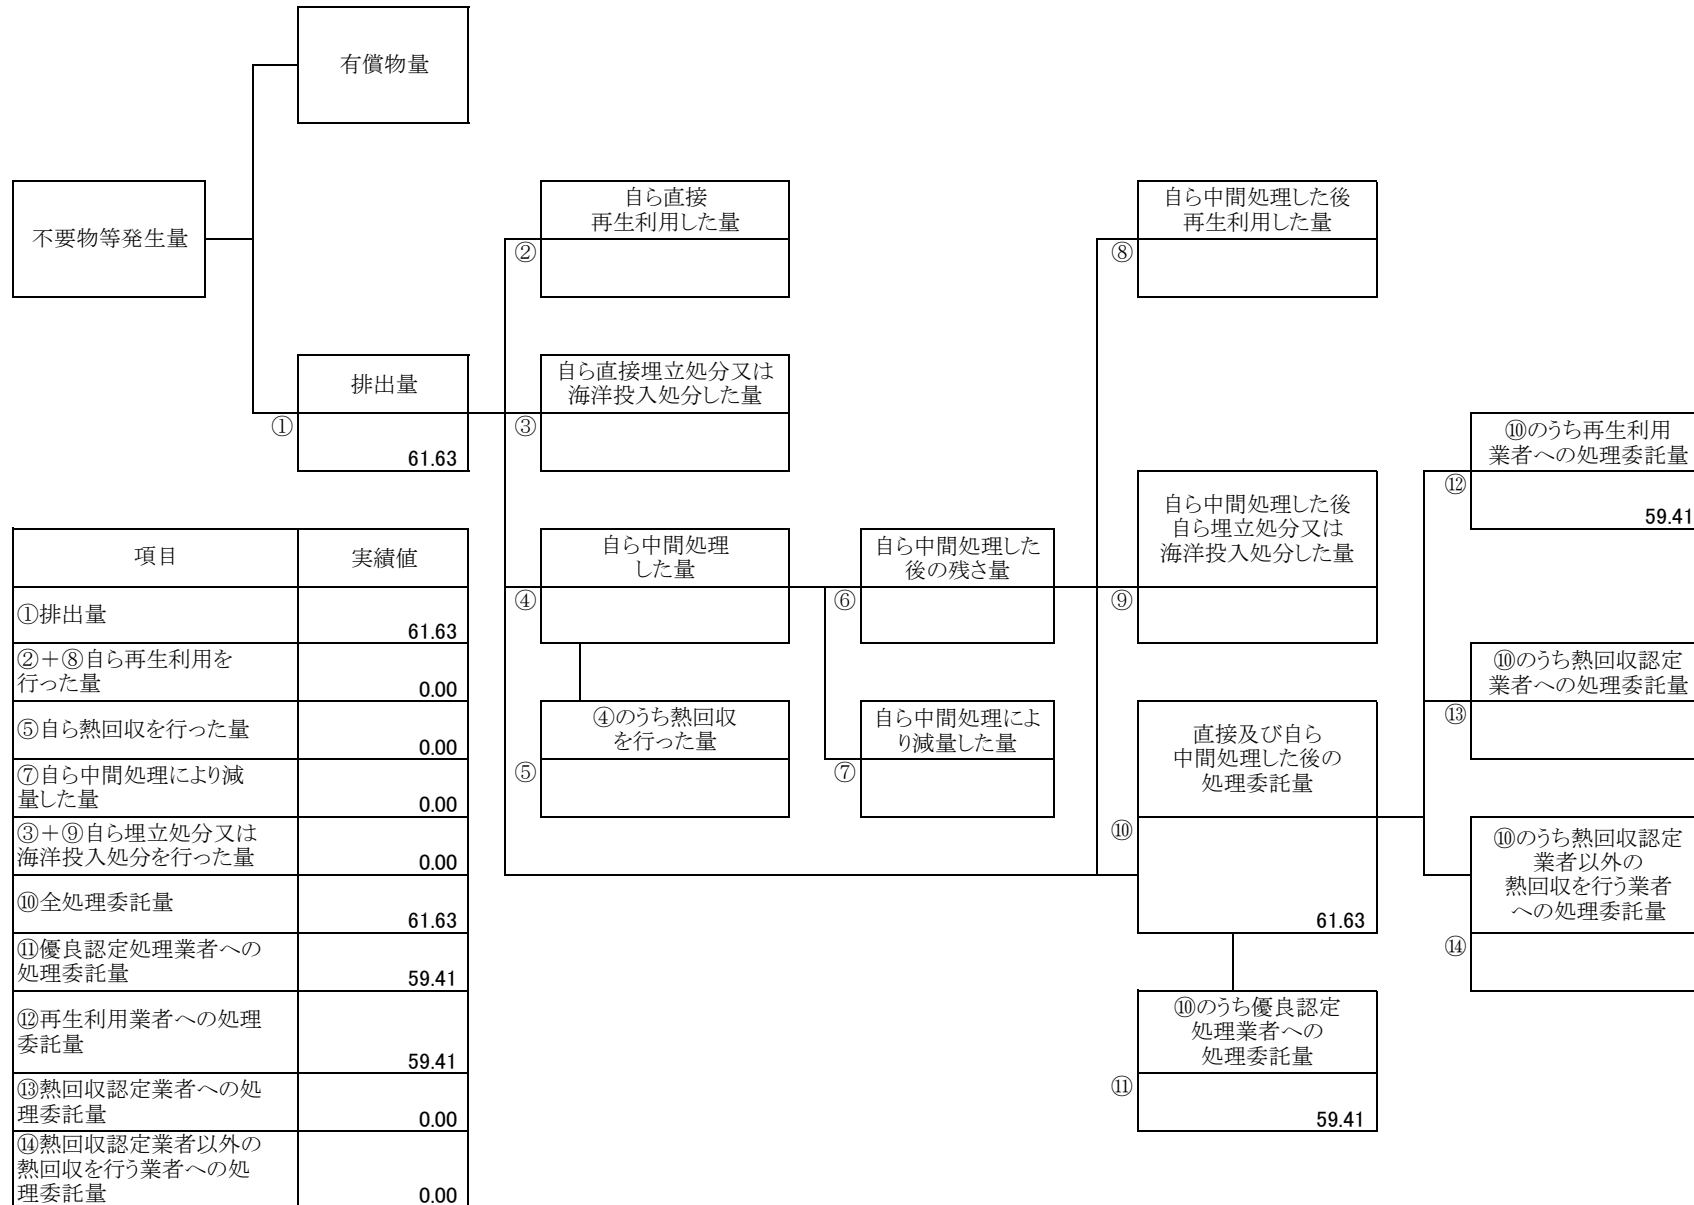 有償物量
不要物等発生量
排出量
①
61.63
自ら直接
再生利用した量
②
自ら直接埋立処分又は
海洋投入処分した量
③
自ら中間処理
した量
④
④のうち熱回収
を行った量
⑤
自ら中間処理した
後の残さ量
⑥
自ら中間処理によ
り減量した量
⑦
自ら中間処理した後
再生利用した量
⑧
自ら中間処理した後
自ら埋立処分又は
海洋投入処分した量
⑨
直接及び自ら
中間処理した後の
処理委託量
⑩
61.63
⑩のうち優良認定
処理業者への
処理委託量
⑪
59.41
⑩のうち再生利用
業者への処理委託量
⑫
59.41
⑩のうち熱回収認定
業者への処理委託量
⑬
⑩のうち熱回収認定
業者以外の
熱回収を行う業者
への処理委託量
⑭
項目
実績値
①排出量
61.63
②＋⑧自ら再生利用を
行った量
0.00
⑤自ら熱回収を行った量
0.00
⑦自ら中間処理により減
量した量
0.00
③＋⑨自ら埋立処分又は
海洋投入処分を行った量
0.00
⑩全処理委託量
61.63
⑪優良認定処理業者への
処理委託量
59.41
⑫再生利用業者への処理
委託量
59.41
⑬熱回収認定業者への処
理委託量
0.00
⑭熱回収認定業者以外の
熱回収を行う業者への処
理委託量
0.00